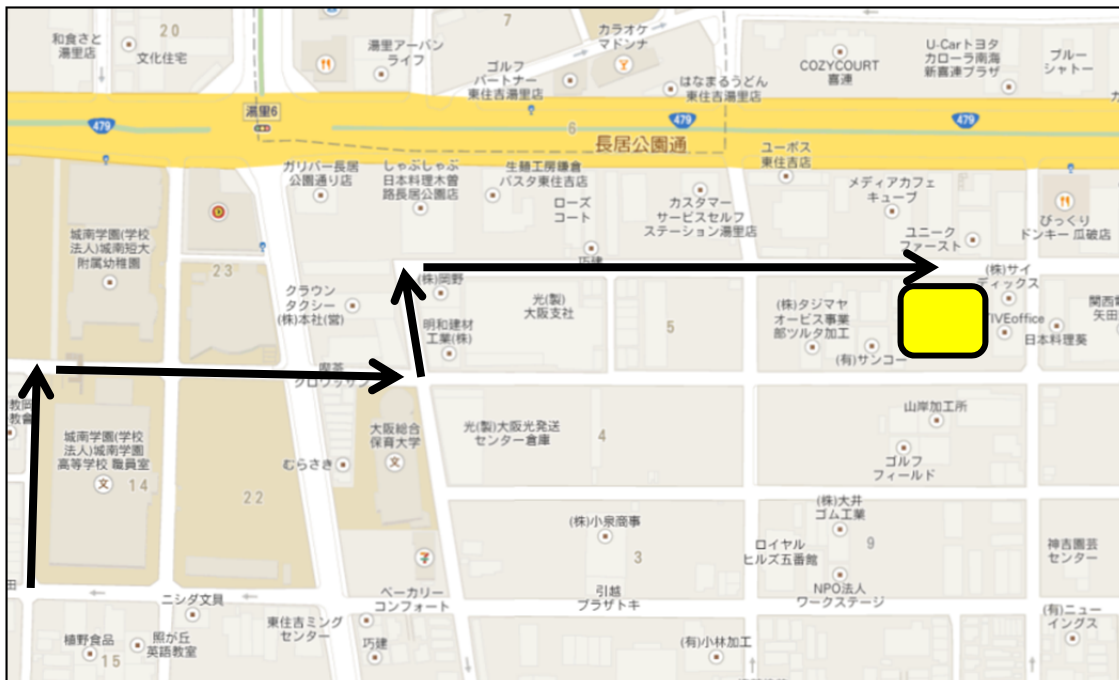 20
7
和食さと
湯里店
文化住宅
湯里アーバン
ライフ
ゴルフ
パートナー
東住吉湯里店
カラオケ
マドンナ
はなまるうどん
東住吉湯里店
COZYCOURT
喜連
U-Carトヨタ
カローラ南海
新喜連プラザ
ブルー
シャトー
479
湯里6
6
479
長居公園通
479
ガリバー長居
公園通り店
しゃぶしゃぶ
日本料理木曽
路長居公園店
生麺工房鎌倉
パスタ東住吉店
ローズ
コート
カスタマー
サービスセルフ
ステーション湯里店
ユーポス
東住吉店
メディアカフェ
キューブ
ユニーク
ファースト
びっくり
ドンキー 瓜破店
城南学園(学校
法人)城南短大
附属幼稚園
23
クラウン
タクシー
(株)本社(営)
巧建
(株)岡野
明和建材
工業(株)
光(製)
大阪支社
5
(株)タジマヤ
オービス事業
部ツルタ加工
(有)サンコー
(株)サイ
ディックス
IVEoffice
日本料理葵
関西
矢田
喫茶
クロワッサン
城南学園(学校
法人)城南学園
高等学校 職員室
文
14
22
むらさき
大阪総合
保育大学
文
光(製)大阪光発送
センター倉庫
4
山岸加工所
ゴルフ
フィールド
(株)小泉商事
3
(株)大井
ゴム工業
9
ロイヤル
ヒルズ五番館
NPO法人
ワークステージ
神吉園芸
センター
(有)ニュー
イングス
田
ニシダ文具
植野食品
照が丘
英語教室
15
東住吉ミング
センター
ベーカリー
コンフォート
巧建
引越
プラザトキ
(有)小林加工